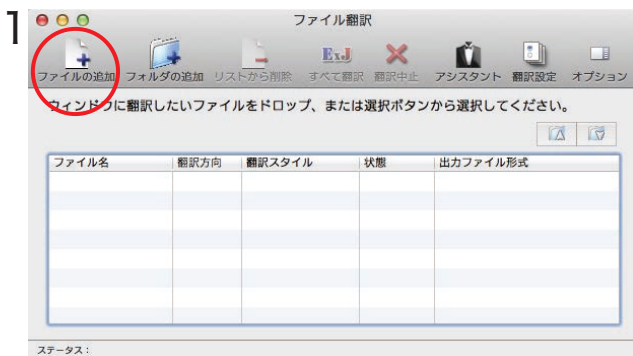 1
ファイル翻訳
ExJ
ファイルの追加 フォルダの追加 リストから削除 すべて翻訳 翻訳中止 アシスタント 翻訳設定 オプション
ウィンドウに翻訳したいファイルをドロップ、または選択ボタンから選択してください。
ファイル名 翻訳方向 翻訳スタイル 状態 出力ファイル形式
ステータス：